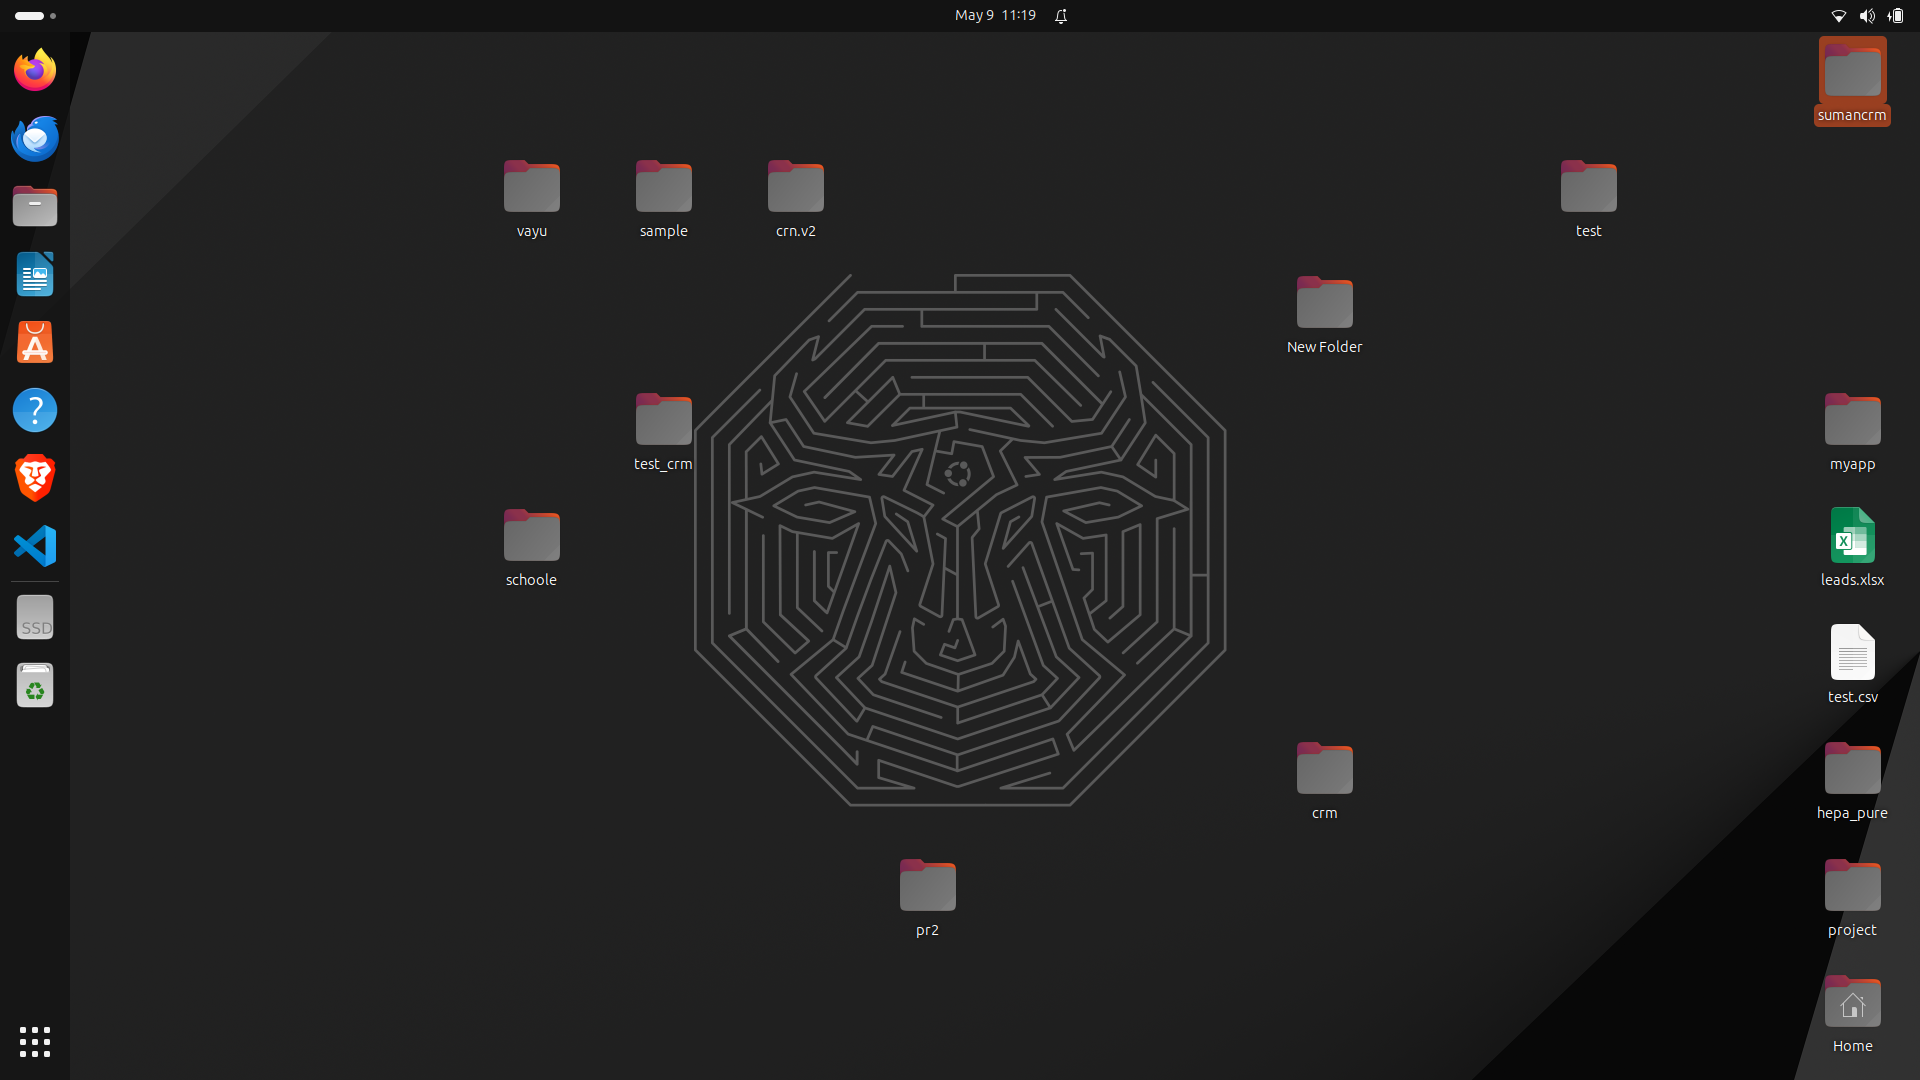 May 9 11:19
sumancrm
vayu
sample
crn.v2
test
New Folder
test_crm
myapp
schoole
leads.xlsx
test.csv
crm
hepa_pure
pr2
project
Home
SSD